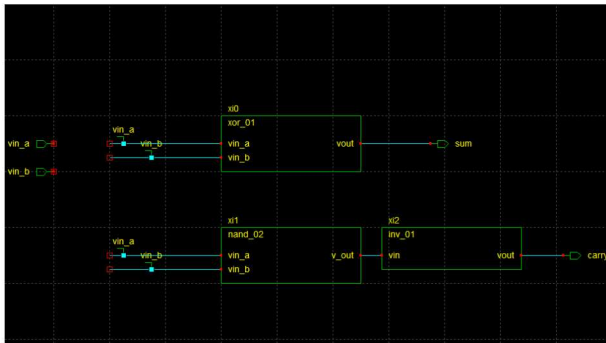 xi0
xor_01
vin_a
vin_b
vin_a
vin_a
vout
sum
vin_b
vin_b
xi1
xi2
nand_02
inv_01
vin_a
vin_b
vin_a
v_out
vin
vout
carry
vin_b